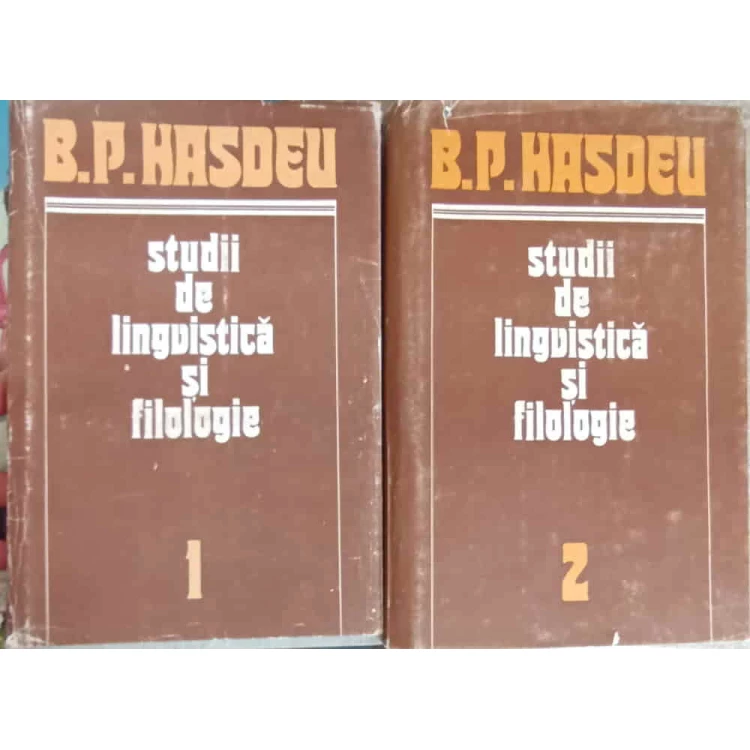 B.P. HASDEU
studii
de
lingvistică
și
filologie
1
B.P. HASDEU
studii
de
lingvistică
și
filologie
2